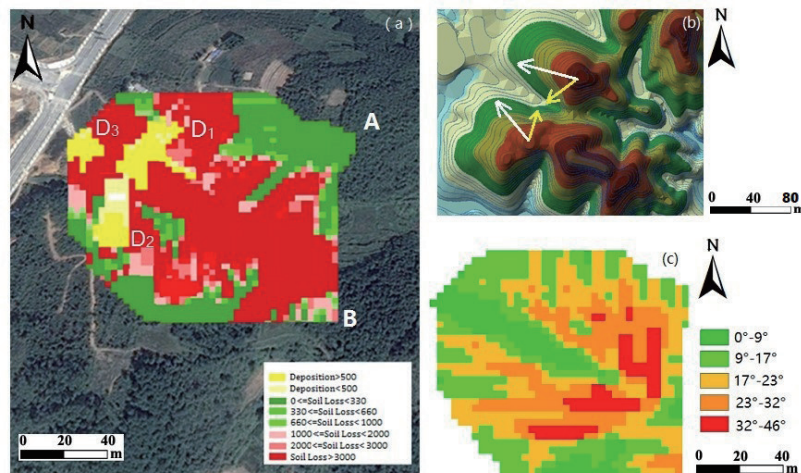 N
( a )
D₃
D₁
A
D₂
B
Deposition>500
Deposition<500
0<=Soil Loss<330
330<=Soil Loss<660
660<=Soil Loss<1000
1000<=Soil Loss<2000
2000<=Soil Loss<3000
Soil Loss>3000
0 20 40
m
(b)
N
0 40 80
m
(c)
N
0°-9°
9°-17°
17°-23°
23°-32°
32°-46°
0 20 40
m